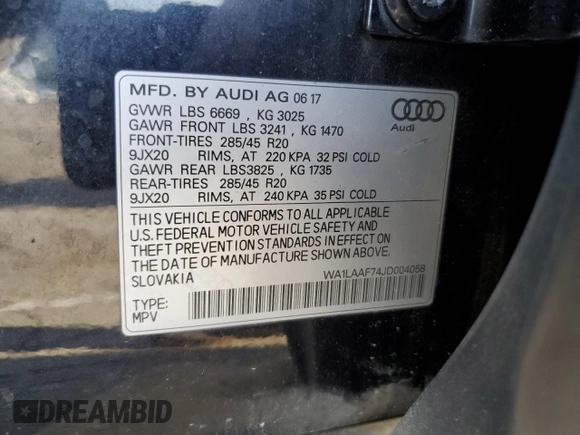 MFD. BY AUDI AG 06 17
GVWR LBS 6669 , KG 3025
GAWR FRONT LBS 3241 , KG 1470
FRONT-TIRES 285/45 R20
9JX20 RIMS, AT 220 KPA 32 PSI COLD
GAWR REAR LBS3825 , KG 1735
REAR-TIRES 285/45 R20
9JX20 RIMS, AT 240 KPA 35 PSI COLD
THIS VEHICLE CONFORMS TO ALL APPLICABLE
U.S. FEDERAL MOTOR VEHICLE SAFETY AND
THEFT PREVENTION STANDARDS IN EFFECT ON
THE DATE OF MANUFACTURE SHOWN ABOVE.
SLOVAKIA
WA1LAAF74JD004058
TYPE:
MPV
Audi
DREAMBID